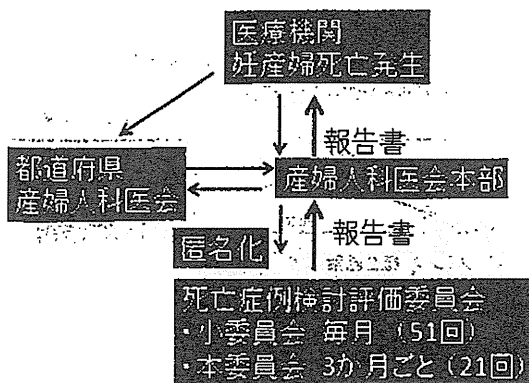 医療機関
妊産婦死亡発生
報告書
都道府県
産婦人科医会
産婦人科医会本部
匿名化
報告書
死亡症例検討評価委員会
・小委員会 毎月 (51回)
・本委員会 3か月ごと(21回)